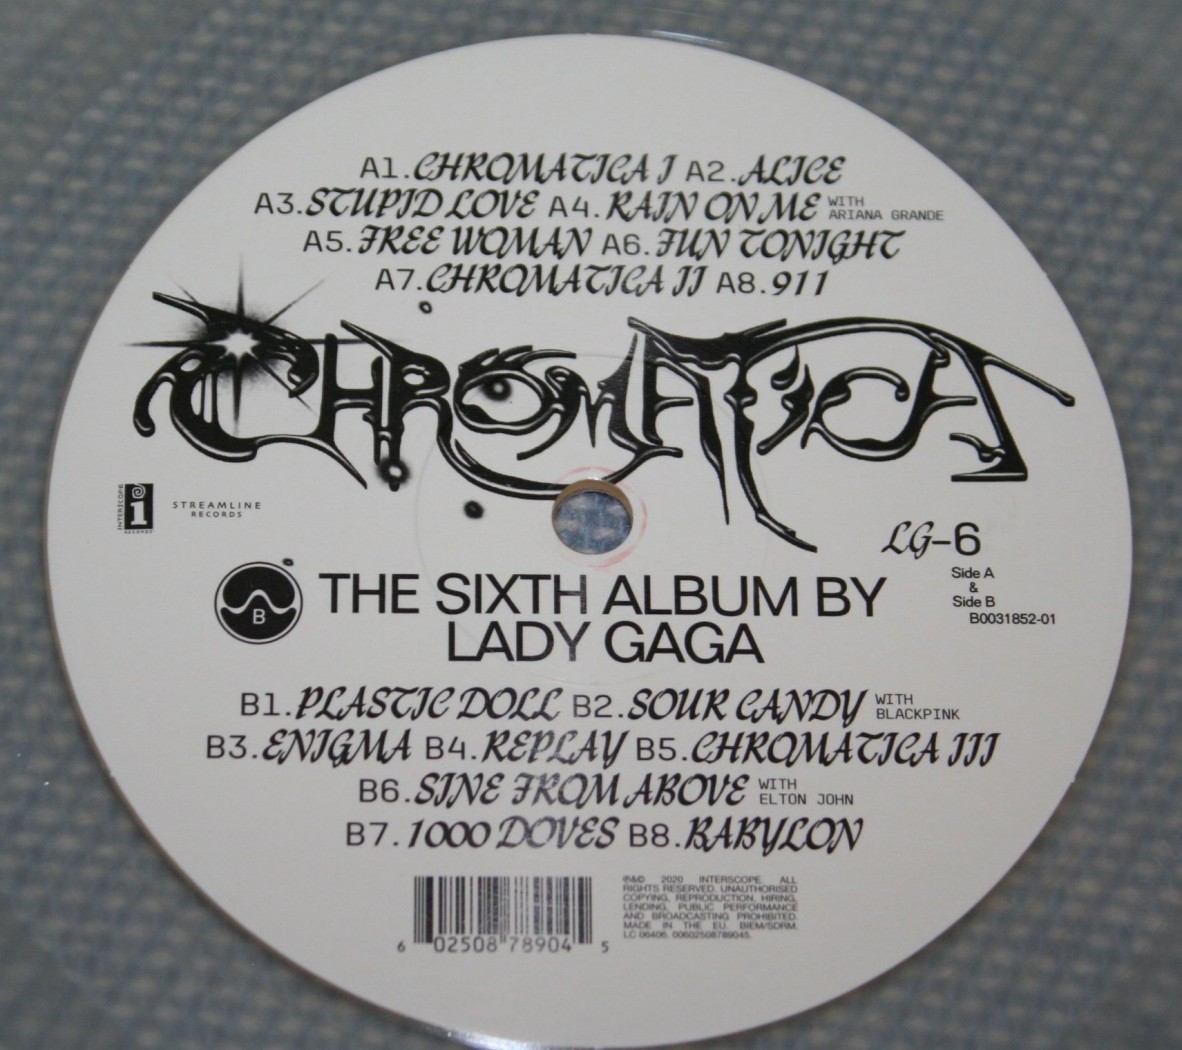 A1.CHROMATICA I A2.ALICE
A3.STUPID LOVE A4.RAIN ON ME WITH ARIANA GRANDE
A5.FREE WOMAN A6.FUN TONIGHT
A7.CHROMATICA II A8.911
CHROMATICA
INTERSCOPE RECORDS
STREAMLINE
RECORDS
LG-6
Side A
&
Side B
B0031852-01
B
THE SIXTH ALBUM BY
LADY GAGA
B1.PLASTIC DOLL B2.SOUR CANDY WITH BLACKPINK
B3.ENIGMA B4.REPLAY B5.CHROMATICA III
B6.SINE FROM ABOVE WITH ELTON JOHN
B7.1000 DOVES B8.BABYLON
6 02508 78904 5
℗&© 2020 INTERSCOPE. ALL
RIGHTS RESERVED. UNAUTHORISED
COPYING, REPRODUCTION, HIRING,
LENDING, PUBLIC PERFORMANCE
AND BROADCASTING PROHIBITED.
MADE IN THE EU. BIEM/SDRM.
LC 06406. 00602508789045.